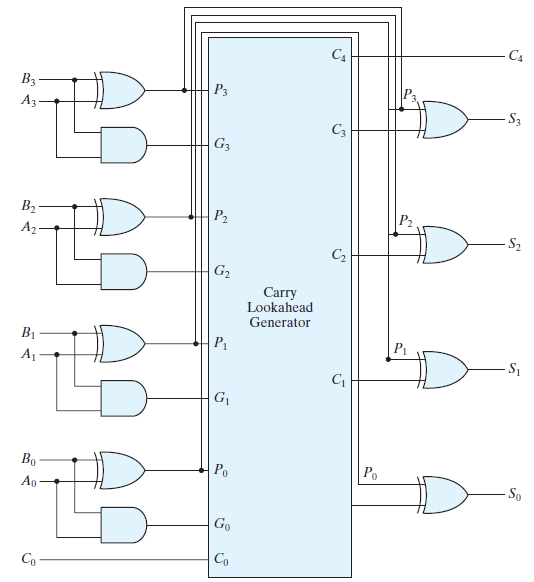 C₄ C₄
B₃ P₃ P₃
A₃
S₃
C₃
G₃
B₂
P₂ P₂
A₂
S₂
C₂
G₂
Carry
Lookahead
Generator
B₁
P₁ P₁
A₁
S₁
C₁
G₁
B₀
P₀ P₀
A₀
S₀
G₀
C₀ C₀